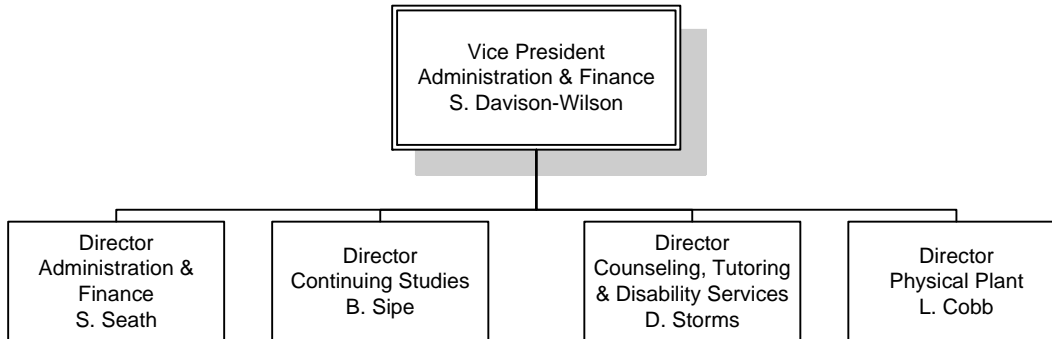 Vice President
Administration & Finance
S. Davison-Wilson
Director
Administration &
Finance
S. Seath
Director
Continuing Studies
B. Sipe
Director
Counseling, Tutoring
& Disability Services
D. Storms
Director
Physical Plant
L. Cobb